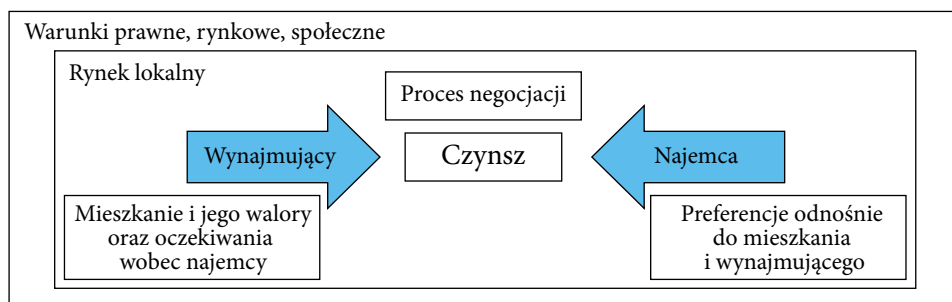 Warunki prawne, rynkowe, społeczne
Rynek lokalny
Proces negocjacji
Wynajmujący
Czynsz
Najemca
Mieszkanie i jego walory
oraz oczekiwania
wobec najemcy
Preferencje odnośnie
do mieszkania
i wynajmującego